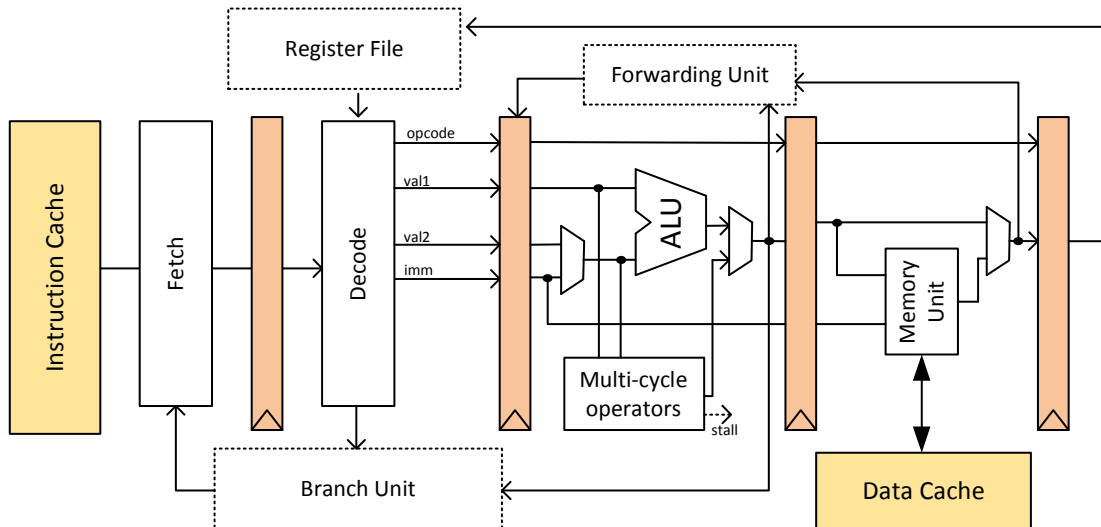 Register File
Forwarding Unit
Instruction Cache
Fetch
Decode
opcode
val1
val2
imm
ALU
Multi-cycle
operators
stall
Memory
Unit
Branch Unit
Data Cache